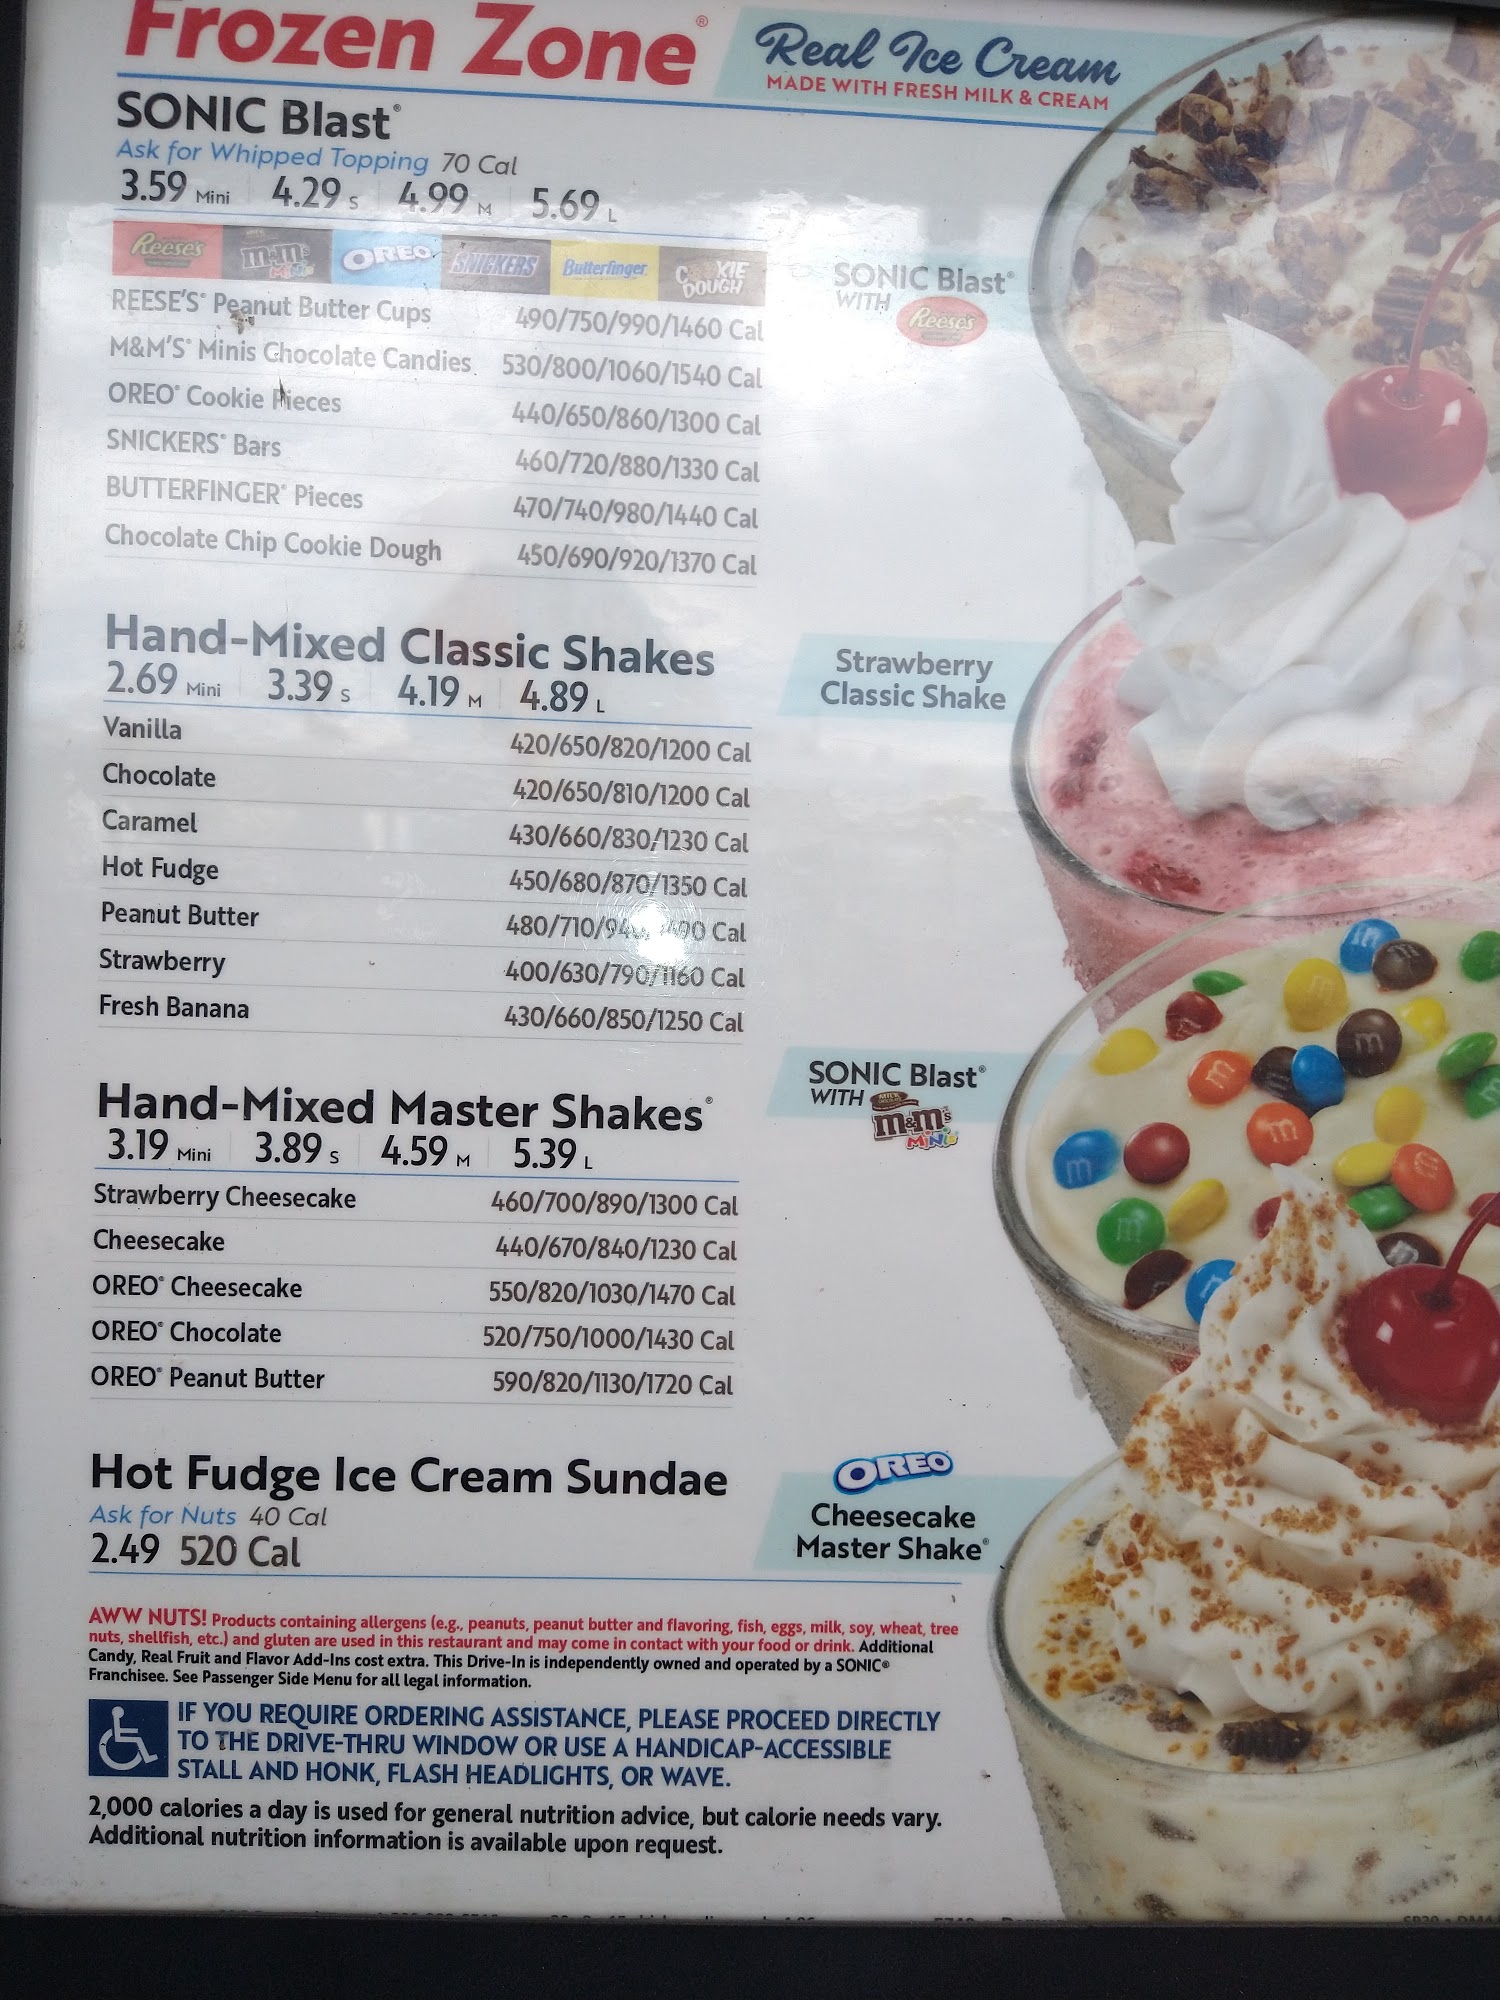 Frozen Zone®
Real Ice Cream
MADE WITH FRESH MILK & CREAM
SONIC Blast®
Ask for Whipped Topping 70 Cal
3.59 Mini 4.29 S 4.99 M 5.69 L
Reese's m&m's MINIS OREO SNICKERS Butterfinger COOKIE DOUGH
REESE'S® Peanut Butter Cups 490/750/990/1460 Cal
M&M'S® Minis Chocolate Candies 530/800/1060/1540 Cal
OREO® Cookie Pieces 440/650/860/1300 Cal
SNICKERS® Bars 460/720/880/1330 Cal
BUTTERFINGER® Pieces 470/740/980/1440 Cal
Chocolate Chip Cookie Dough 450/690/920/1370 Cal
SONIC Blast®
WITH Reese's
Hand-Mixed Classic Shakes
2.69 Mini 3.39 S 4.19 M 4.89 L
Vanilla 420/650/820/1200 Cal
Chocolate 420/650/810/1200 Cal
Caramel 430/660/830/1230 Cal
Hot Fudge 450/680/870/1350 Cal
Peanut Butter 480/710/ Cal
Strawberry 400/630/790/1160 Cal
Fresh Banana 430/660/850/1250 Cal
Strawberry
Classic Shake
Hand-Mixed Master Shakes®
3.19 Mini 3.89 S 4.59 M 5.39 L
Strawberry Cheesecake 460/700/890/1300 Cal
Cheesecake 440/670/840/1230 Cal
OREO® Cheesecake 550/820/1030/1470 Cal
OREO® Chocolate 520/750/1000/1430 Cal
OREO® Peanut Butter 590/820/1130/1720 Cal
SONIC Blast®
WITH MILK CHOCOLATE
m&m's
MINIS
Hot Fudge Ice Cream Sundae
Ask for Nuts 40 Cal
2.49 520 Cal
OREO
Cheesecake
Master Shake®
AWW NUTS! Products containing allergens (e.g., peanuts, peanut butter and flavoring, fish, eggs, milk, soy, wheat, tree
nuts, shellfish, etc.) and gluten are used in this restaurant and may come in contact with your food or drink. Additional
Candy, Real Fruit and Flavor Add-Ins cost extra. This Drive-In is independently owned and operated by a SONIC®
Franchisee. See Passenger Side Menu for all legal information.
IF YOU REQUIRE ORDERING ASSISTANCE, PLEASE PROCEED DIRECTLY
TO THE DRIVE-THRU WINDOW OR USE A HANDICAP-ACCESSIBLE
STALL AND HONK, FLASH HEADLIGHTS, OR WAVE.
2,000 calories a day is used for general nutrition advice, but calorie needs vary.
Additional nutrition information is available upon request.